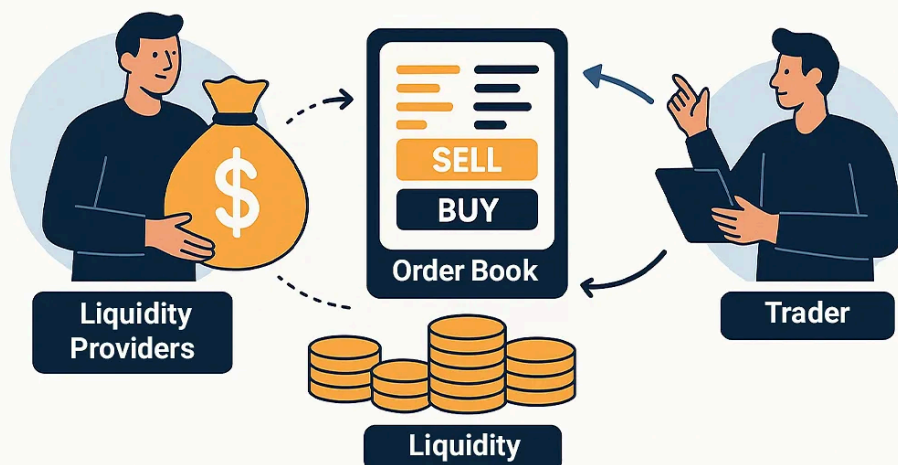 SELL
BUY
Order Book
Liquidity
Providers
Trader
Liquidity